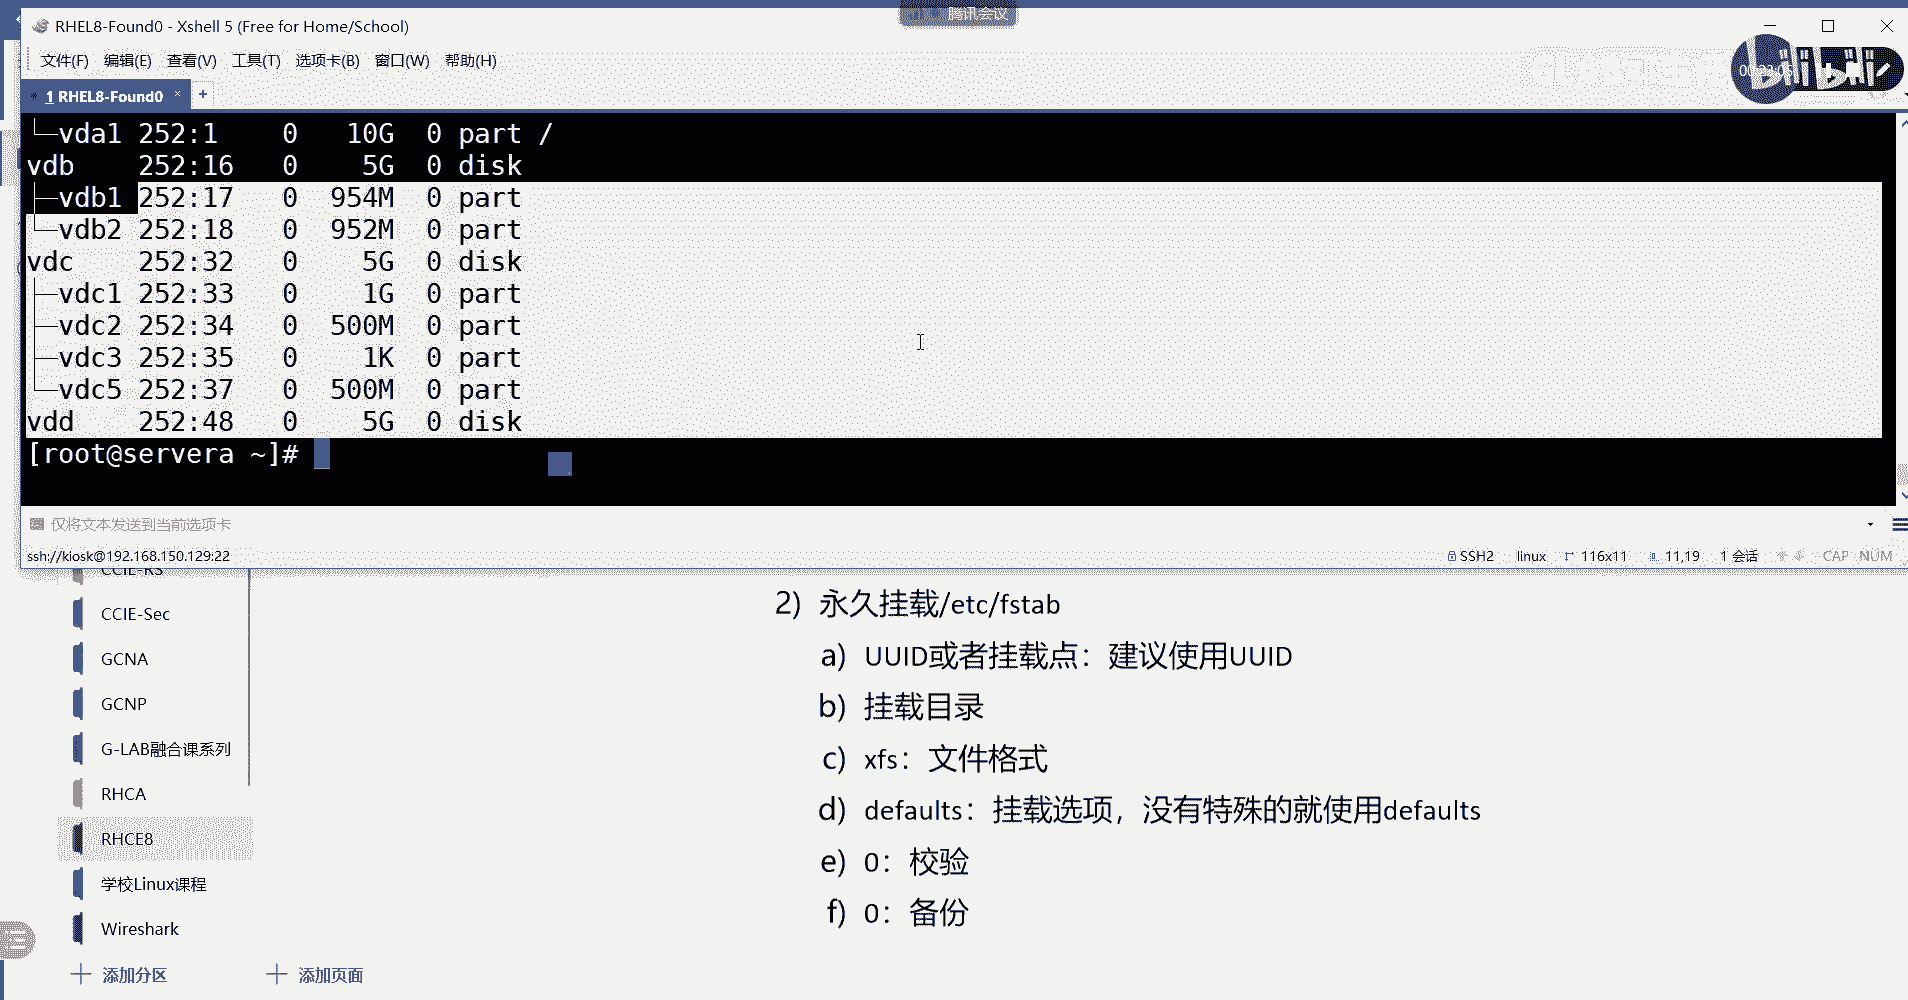 RHEL8-Found0 - Xshell 5 (Free for Home/School)
腾讯会议
文件(F) 编辑(E) 查看(V) 工具(T) 选项卡(B) 窗口(W) 帮助(H)
bilibili
1 RHEL8-Found0 × +
└─vda1 252:1 0 10G 0 part /
vdb 252:16 0 5G 0 disk
├─vdb1 252:17 0 954M 0 part
└─vdb2 252:18 0 952M 0 part
vdc 252:32 0 5G 0 disk
├─vdc1 252:33 0 1G 0 part
├─vdc2 252:34 0 500M 0 part
├─vdc3 252:35 0 1K 0 part
└─vdc5 252:37 0 500M 0 part
vdd 252:48 0 5G 0 disk
[root@servera ~]#
仅将文本发送到当前选项卡
ssh://kiosk@192.168.150.129:22 SSH2 linux 116x11 11,19 1 会话 CAP NUM
CCIE-RS
CCIE-Sec
GCNA
GCNP
G-LAB融合课系列
RHCA
RHCE8
学校Linux课程
Wireshark
添加分区 添加页面
2) 永久挂载/etc/fstab
a) UUID或者挂载点：建议使用UUID
b) 挂载目录
c) xfs：文件格式
d) defaults：挂载选项，没有特殊的就使用defaults
e) 0：校验
f) 0：备份